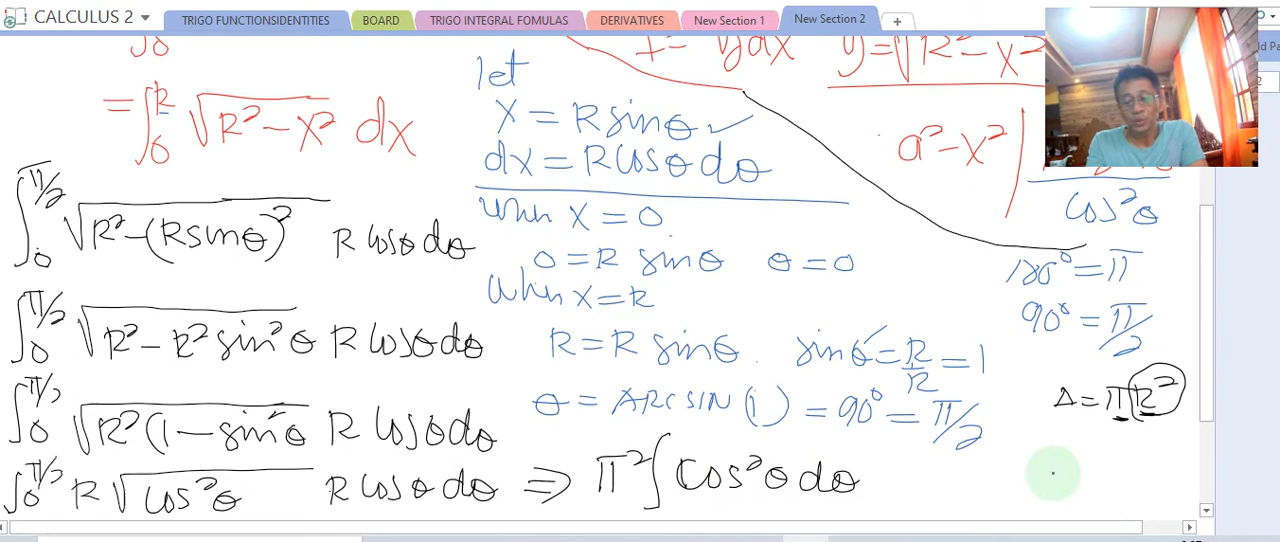 CALCULUS 2
TRIGO FUNCTIONSIDENTITIES BOARD TRIGO INTEGRAL FOMULAS DERIVATIVES New Section 1 New Section 2
= ∫₀ᴿ √(R² − x²) dx
∫₀^(π/2) √(R² − (R sinθ)²) R cosθ dθ
∫₀^(π/2) √(R² − R² sin²θ) R cosθ dθ
∫₀^(π/2) √(R² (1 − sin²θ) R cosθ dθ
∫₀^(π/2) R √(cos²θ) R cosθ dθ ⇒ π² ∫ cos²θ dθ
ydx y = √(R² − x²
let
x = R sinθ ✓
dx = R cosθ dθ
when x = 0
0 = R sinθ θ = 0
when x = R
R = R sinθ. sinθ = R/R = 1
θ = ARCSIN (1) = 90° = π/2
a² − x²
cos²θ
180° = π
90° = π/2
A = πR²